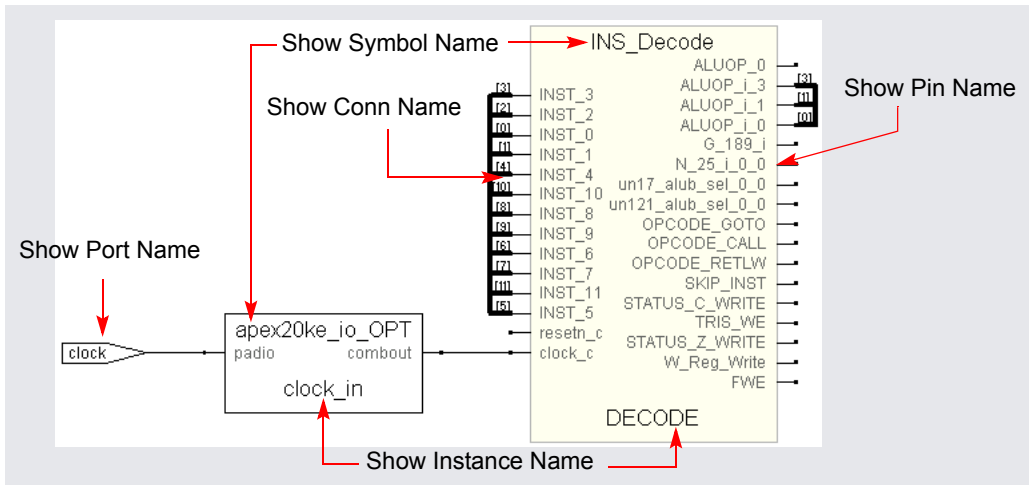 Show Symbol Name
INS_Decode
ALUOP_0
ALUOP_i_3
[3]
ALUOP_i_1
[1]
ALUOP_i_0
[0]
G_189_i
N_25_i_0_0
un17_alub_sel_0_0
un121_alub_sel_0_0
OPCODE_GOTO
OPCODE_CALL
OPCODE_RETLW
SKIP_INST
STATUS_C_WRITE
TRIS_WE
STATUS_Z_WRITE
W_Reg_Write
FWE
Show Pin Name
Show Conn Name
[3] INST_3
[2] INST_2
[0] INST_0
[1] INST_1
[4] INST_4
[10] INST_10
[8] INST_8
[9] INST_9
[6] INST_6
[7] INST_7
[11] INST_11
[5] INST_5
resetn_c
clock_c
DECODE
Show Port Name
clock
apex20ke_io_OPT
padio combout
clock_in
Show Instance Name